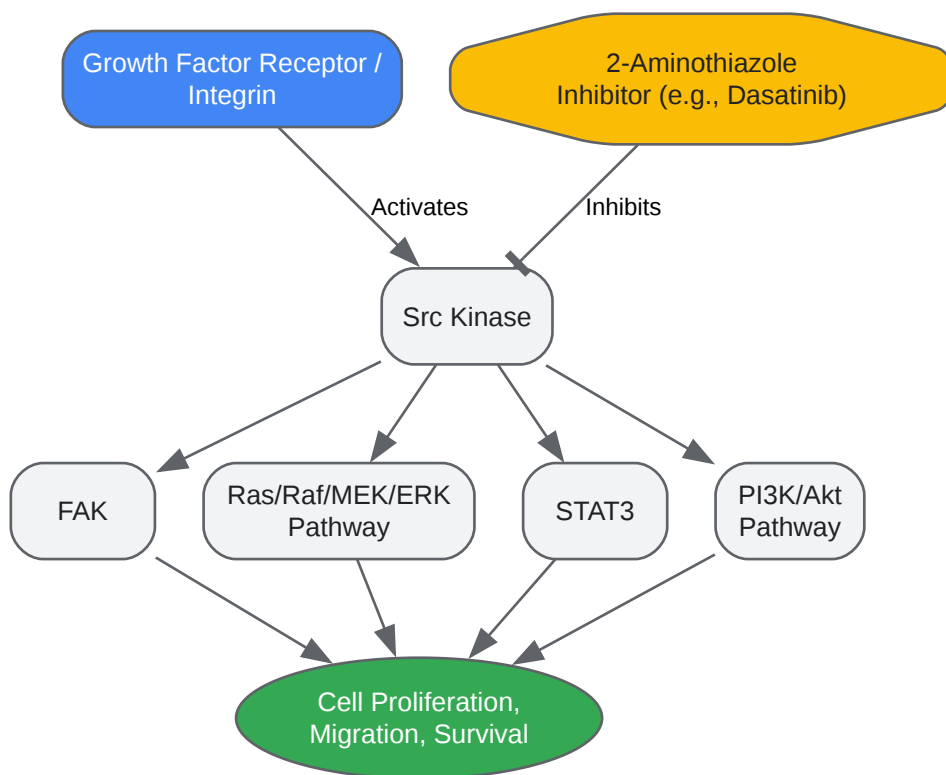 Growth Factor Receptor /
Integrin
2-Aminothiazole
Inhibitor (e.g., Dasatinib)
Activates
Inhibits
Src Kinase
FAK
Ras/Raf/MEK/ERK
Pathway
STAT3
PI3K/Akt
Pathway
Cell Proliferation,
Migration, Survival